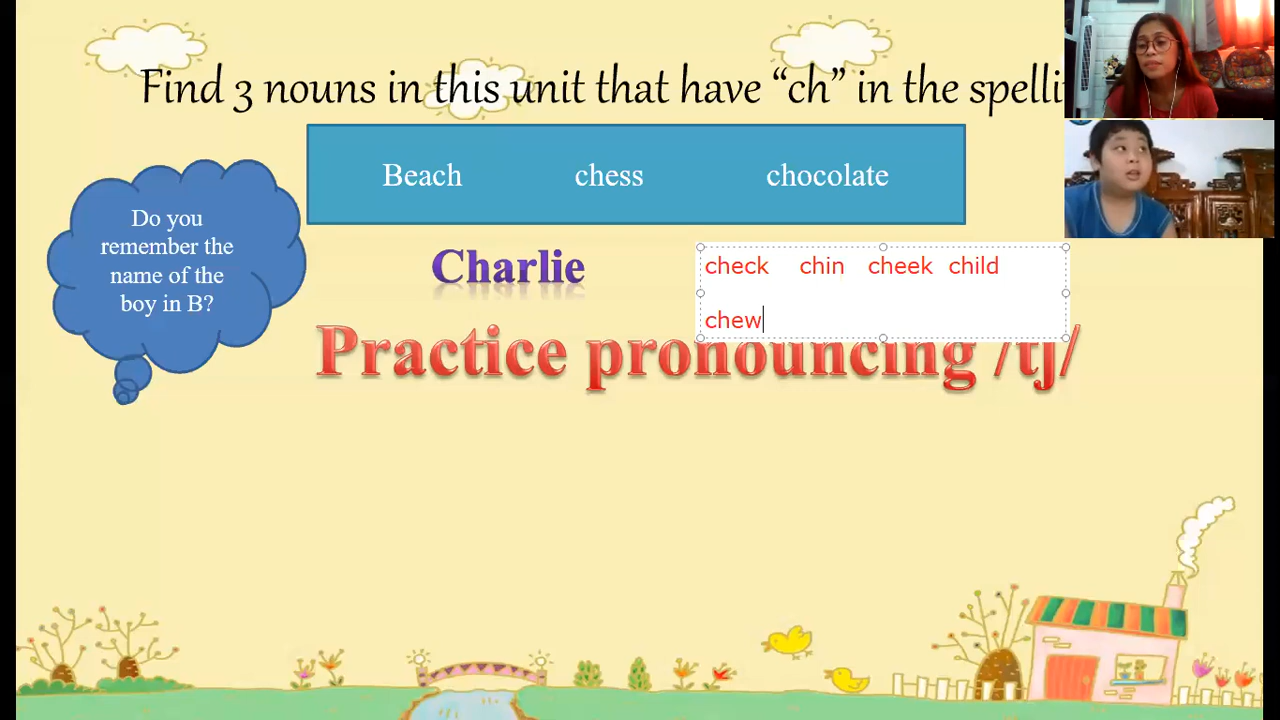 Find 3 nouns in this unit that have “ch” in the
Beach chess chocolate
Do you
remember the
name of the
boy in B?
Charlie
check chin cheek child
chew
Practice pronouncing /tʃ/